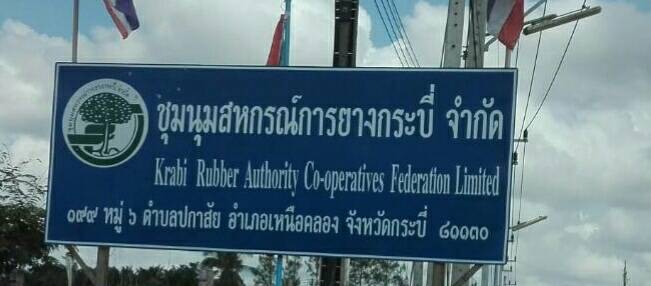 ชุมนุมสหกรณ์การยางกระบี่ จำกัด
Krabi Rubber Authority Co-operatives Federation Limited
๑๙๙ หมู่ ๖ ตำบลปกาสัย อำเภอเหนือคลอง จังหวัดกระบี่ ๘๑๑๓๐